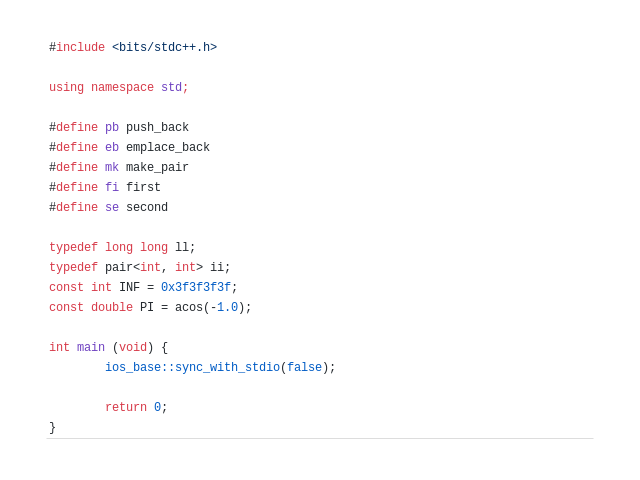 #include <bits/stdc++.h>
using namespace std;
#define pb push_back
#define eb emplace_back
#define mk make_pair
#define fi first
#define se second
typedef long long ll;
typedef pair<int, int> ii;
const int INF = 0x3f3f3f3f;
const double PI = acos(-1.0);
int main (void) {
        ios_base::sync_with_stdio(false);
        return 0;
}